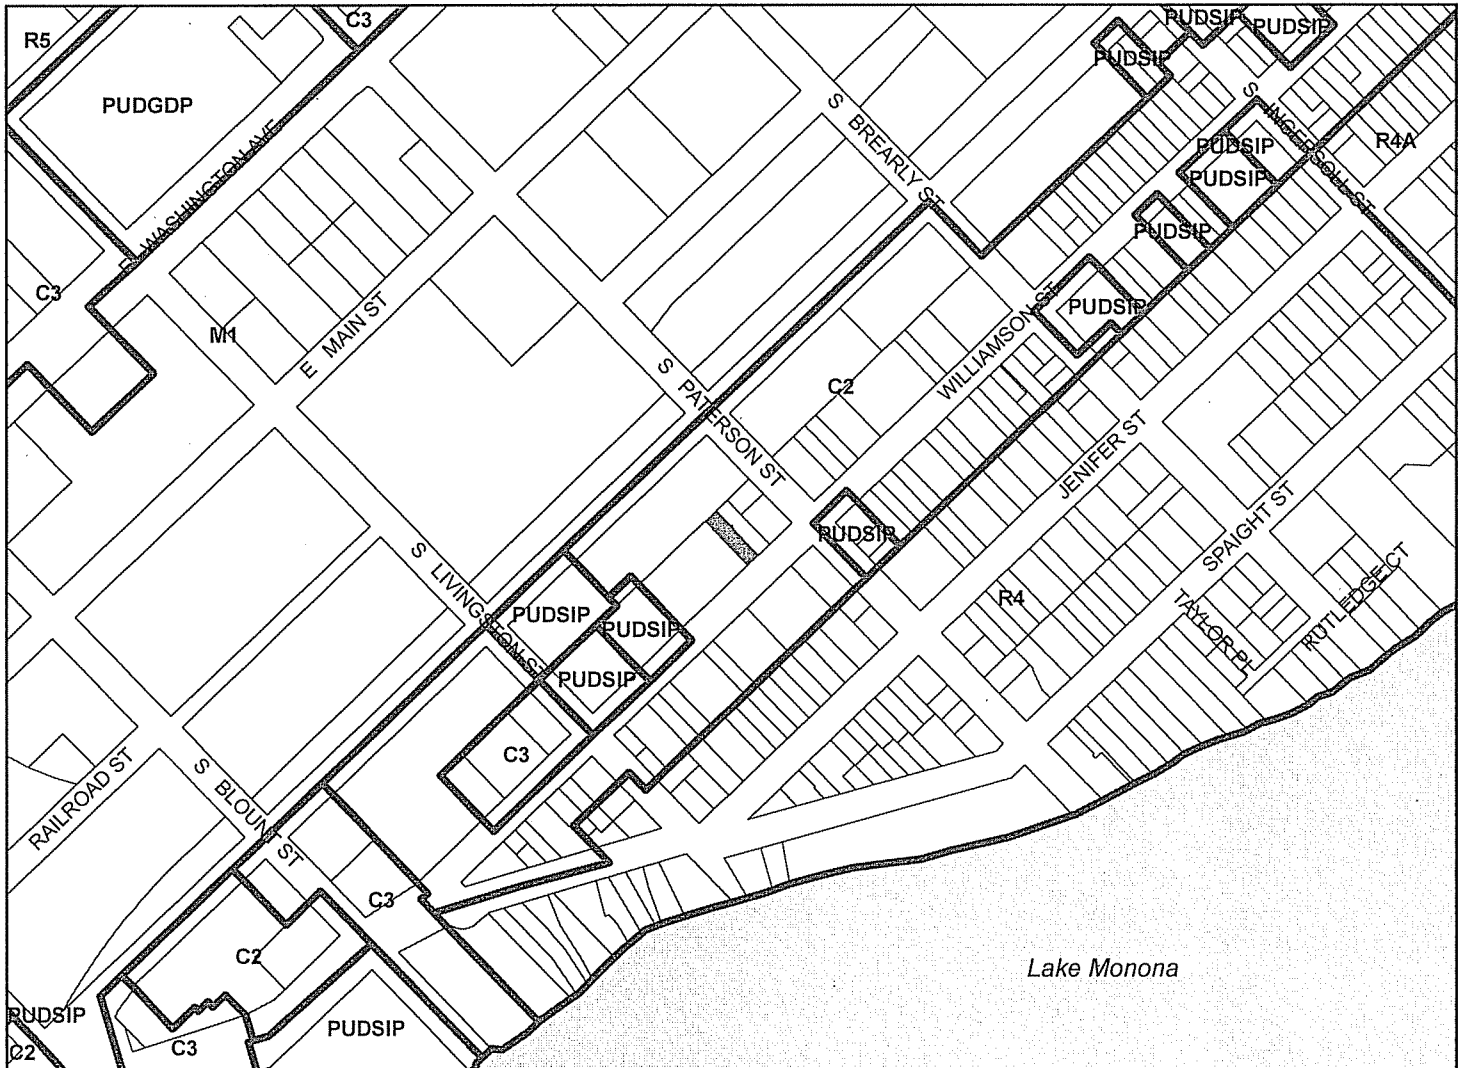 C3
PUDSIP
PUDSIP
R5
PUDSIP
PUDGDP
S BREARLY ST
S INGERSOLL ST
R4A
PUDSIP
PUDSIP
E WASHINGTON AVE
PUDSIP
C3
PUDSIP
M1
E MAIN ST
WILLIAMSON ST
C2
S PATERSON ST
JENIFER ST
PUDSIP
SPAIGHT ST
S LIVINGSTON ST
R4
TAYLOR PL
RUTLEDGE CT
PUDSIP
PUDSIP
PUDSIP
C3
RAILROAD ST
S BLOUNT ST
C3
C2
Lake Monona
PUDSIP
PUDSIP
C3
C2